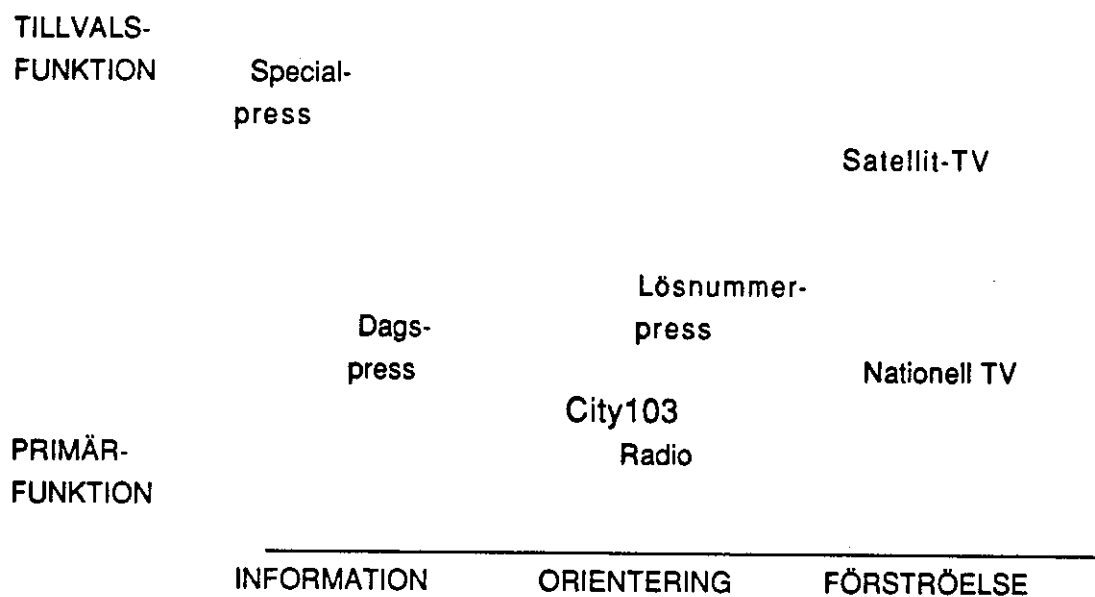 TILLVALS-
FUNKTION
Special-
press
Satellit-TV
Lösnummer-
press
Dags-
press
Nationell TV
City103
Radio
PRIMÄR-
FUNKTION
INFORMATION ORIENTERING FÖRSTRÖELSE